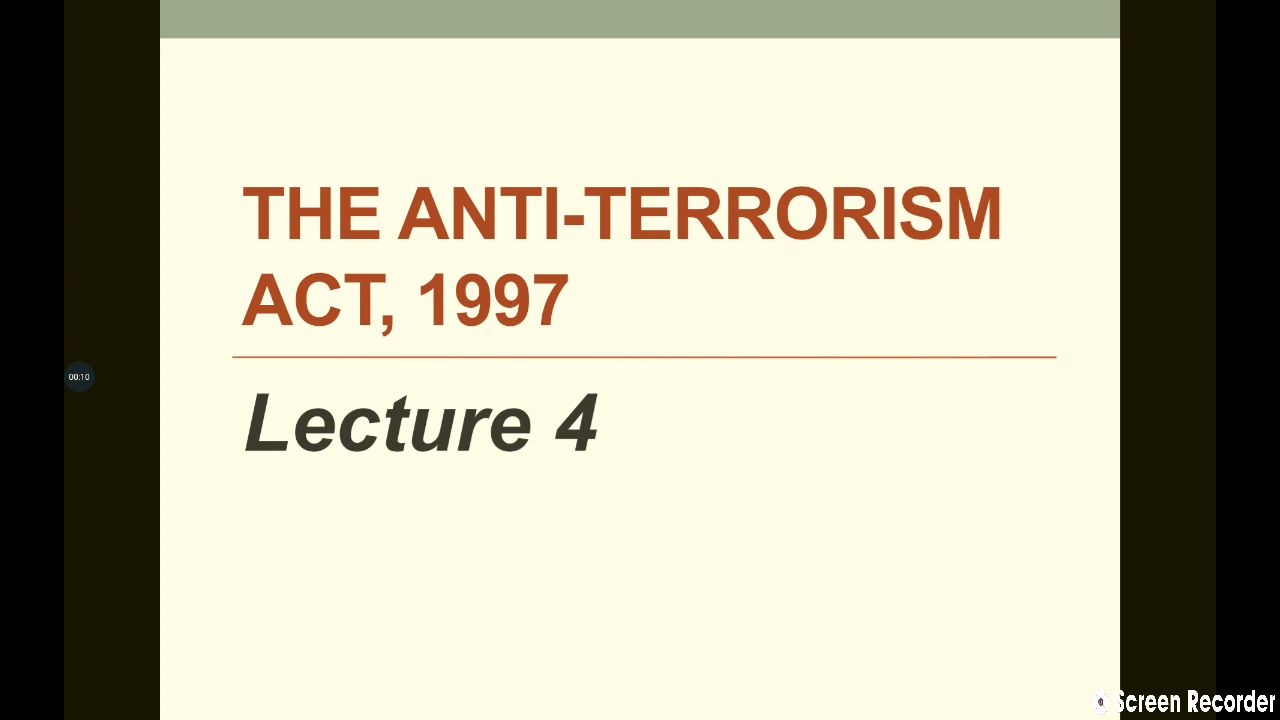 THE ANTI-TERRORISM
ACT, 1997
00:10
Lecture 4
Screen Recorder